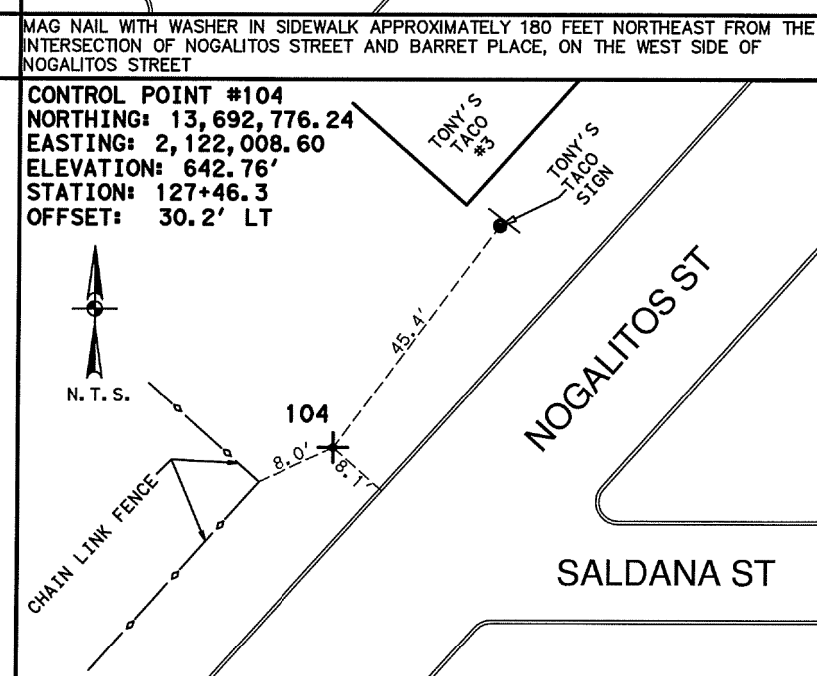 MAG NAIL WITH WASHER IN SIDEWALK APPROXIMATELY 180 FEET NORTHEAST FROM THE
INTERSECTION OF NOGALITOS STREET AND BARRET PLACE, ON THE WEST SIDE OF
NOGALITOS STREET
CONTROL POINT #104
NORTHING: 13,692,776.24
EASTING: 2,122,008.60
ELEVATION: 642.76'
STATION: 127+46.3
OFFSET: 30.2' LT
TONY'S
TACO
#3
TONY'S
TACO
SIGN
N.T.S.
45.4'
NOGALITOS ST
104
8.0'
8.1'
CHAIN LINK FENCE
SALDANA ST